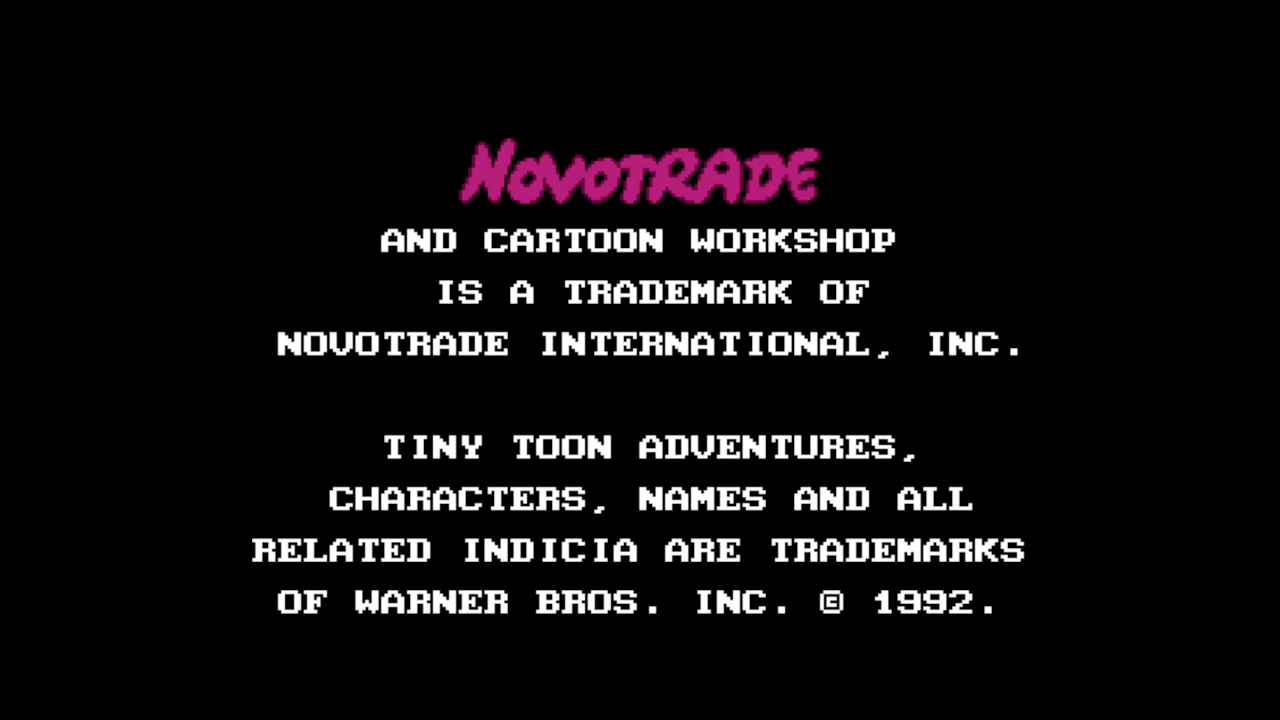 NOVOTRADE
AND CARTOON WORKSHOP
IS A TRADEMARK OF
NOVOTRADE INTERNATIONAL, INC.
TINY TOON ADVENTURES,
CHARACTERS, NAMES AND ALL
RELATED INDICIA ARE TRADEMARKS
OF WARNER BROS. INC. © 1992.